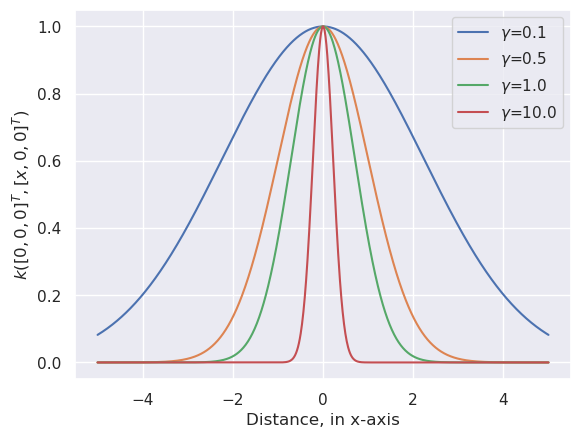 1.0
0.8
0.6
0.4
0.2
0.0
k([0, 0, 0]^T, [x, 0, 0]^T)
γ=0.1
γ=0.5
γ=1.0
γ=10.0
−4 −2 0 2 4
Distance, in x-axis